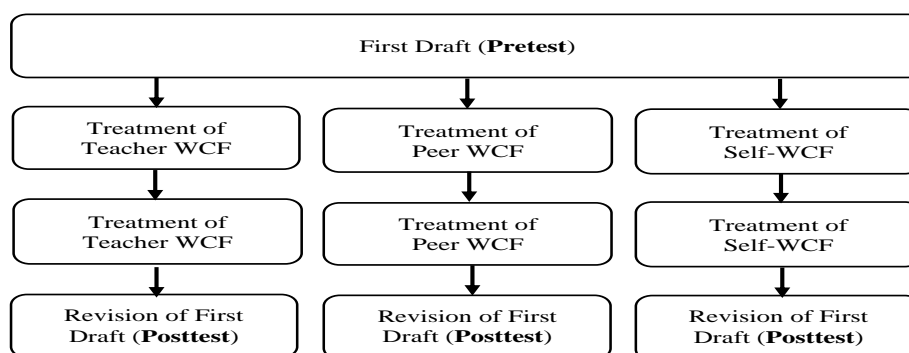 First Draft (Pretest)
Treatment of
Teacher WCF
Treatment of
Peer WCF
Treatment of
Self-WCF
Treatment of
Teacher WCF
Treatment of
Peer WCF
Treatment of
Self-WCF
Revision of First
Draft (Posttest)
Revision of First
Draft (Posttest)
Revision of First
Draft (Posttest)